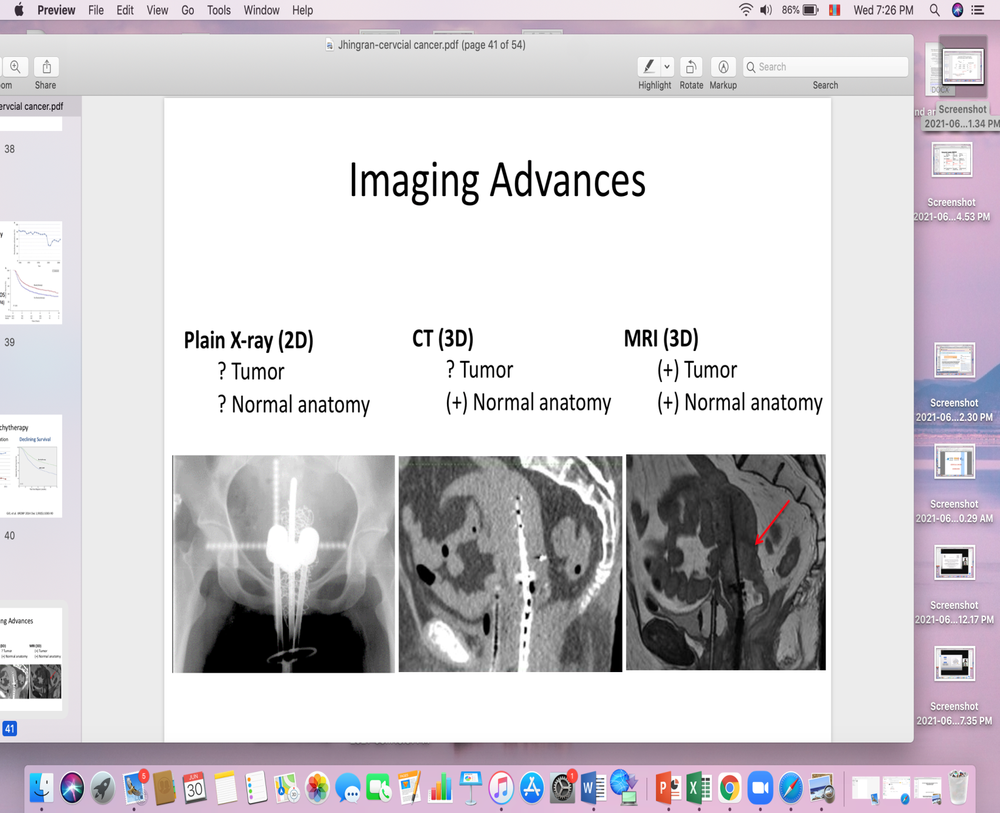 Preview File Edit View Go Tools Window Help
86% Wed 7:26 PM
Jhingran-cervcial cancer.pdf (page 41 of 54)
Share
Highlight Rotate Markup
Search
Search
ervcial cancer.pdf
38
39
chytherapy
Declining Survival
40
ng Advances
41
Imaging Advances
Plain X-ray (2D)
? Tumor
? Normal anatomy
CT (3D)
? Tumor
(+) Normal anatomy
MRI (3D)
(+) Tumor
(+) Normal anatomy
DOCX
Screenshot
2021-06...1.34 PM
Screenshot
2021-06...4.53 PM
Screenshot
2021-06...2.30 PM
Screenshot
2021-06...0.29 AM
Screenshot
2021-06...12.17 PM
Screenshot
2021-06...7.35 PM
5
JUN
30
PAGES
1